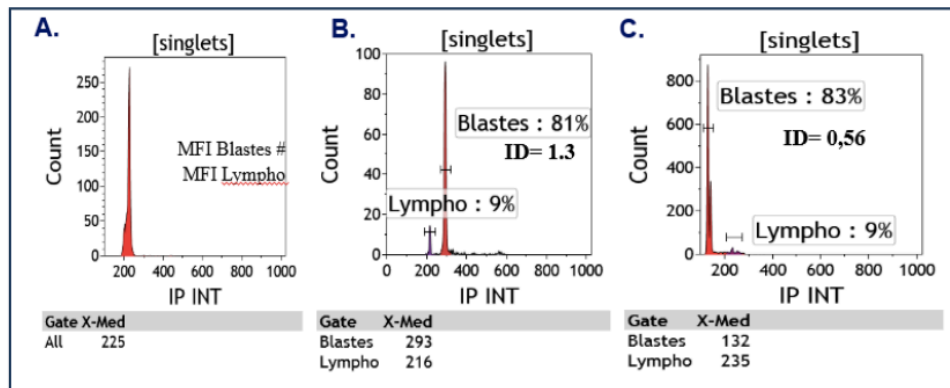 A.
[singlets]
Count
250
200
150
100
50
0
MFI Blastes #
MFI Lympho
200 400 600 800 1000
IP INT
Gate X-Med
All 225
B.
[singlets]
Count
100
80
60
40
20
0
Blastes : 81%
ID= 1.3
Lympho : 9%
0 200 400 600 800 1000
IP INT
Gate X-Med
Blastes 293
Lympho 216
C.
[singlets]
Count
800
600
400
200
0
Blastes : 83%
ID= 0,56
Lympho : 9%
200 400 600 800 1000
IP INT
Gate X-Med
Blastes 132
Lympho 235